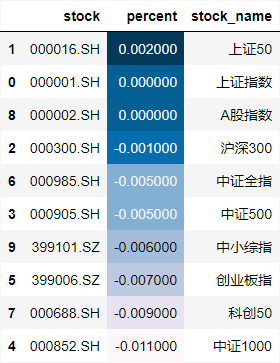 stock percent stock_name
1 000016.SH 0.002000 上证50
0 000001.SH 0.000000 上证指数
8 000002.SH 0.000000 A股指数
2 000300.SH -0.001000 沪深300
6 000985.SH -0.005000 中证全指
3 000905.SH -0.005000 中证500
9 399101.SZ -0.006000 中小综指
5 399006.SZ -0.007000 创业板指
7 000688.SH -0.009000 科创50
4 000852.SH -0.011000 中证1000